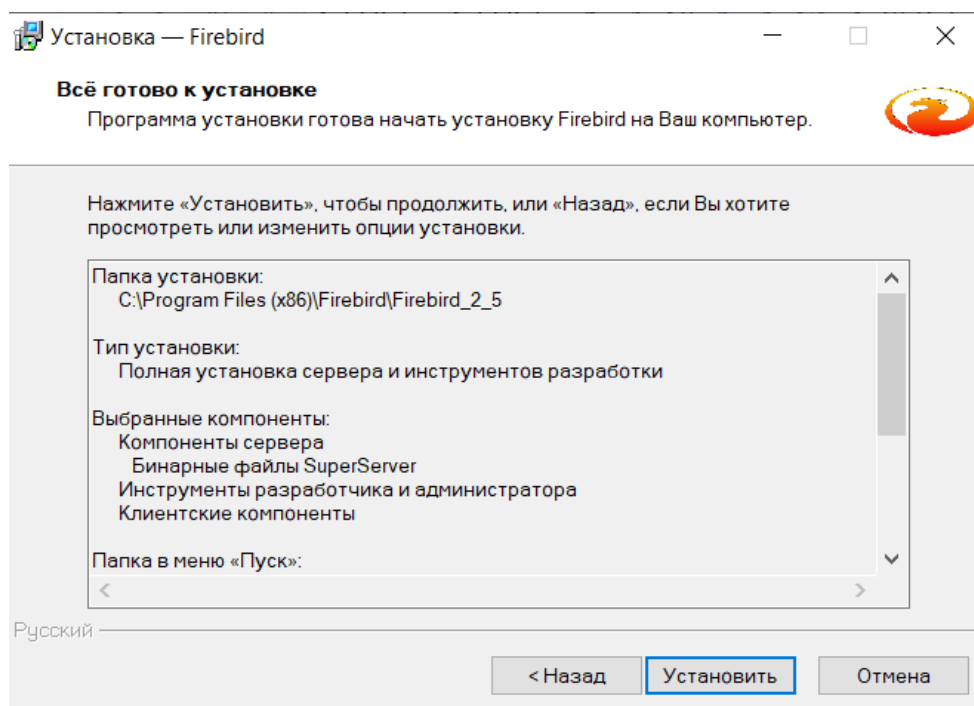 Установка — Firebird
Всё готово к установке
Программа установки готова начать установку Firebird на Ваш компьютер.
Нажмите «Установить», чтобы продолжить, или «Назад», если Вы хотите
просмотреть или изменить опции установки.
Папка установки:
C:\Program Files (x86)\Firebird\Firebird_2_5
Тип установки:
Полная установка сервера и инструментов разработки
Выбранные компоненты:
Компоненты сервера
Бинарные файлы SuperServer
Инструменты разработчика и администратора
Клиентские компоненты
Папка в меню «Пуск»:
Русский
< Назад
Установить
Отмена